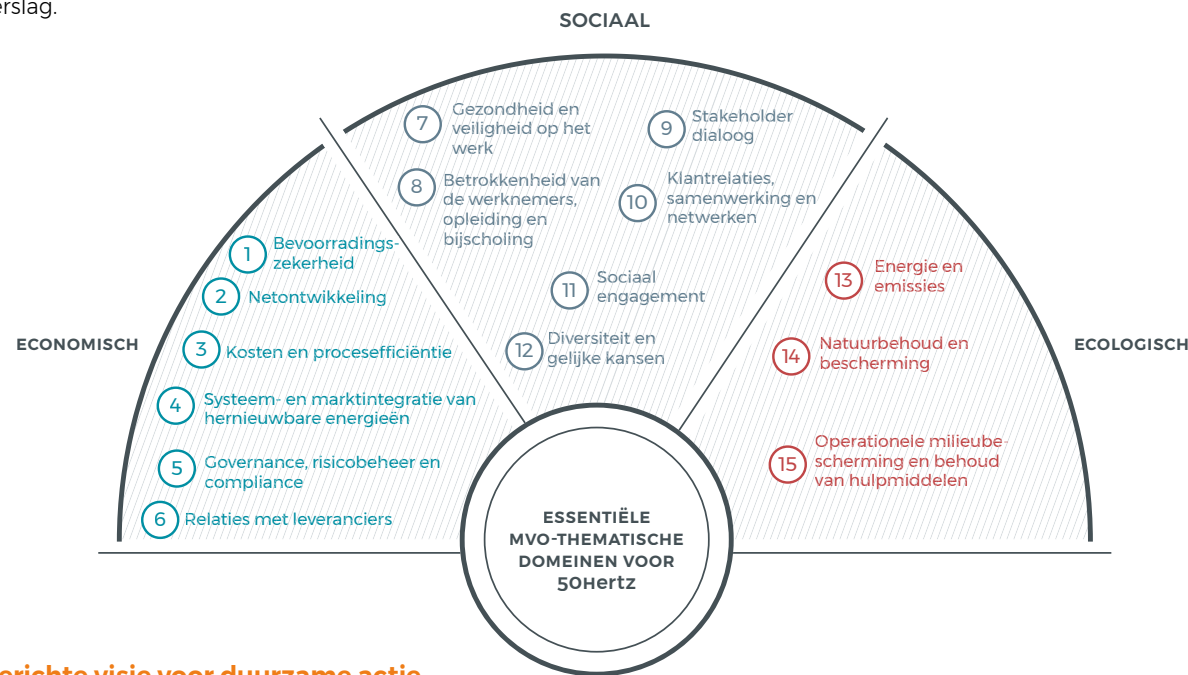 SOCIAAL
7
Gezondheid en
veiligheid op het
werk
8
Betrokkenheid van
de werknemers,
opleiding en
bijscholing
9
Stakeholder
dialoog
10
Klantrelaties,
samenwerking en
netwerken
11
Sociaal
engagement
12
Diversiteit en
gelijke kansen
ECONOMISCH
1
Bevoorradings-
zekerheid
2
Netontwikkeling
3
Kosten en procesefficiëntie
4
Systeem- en marktintegratie van
hernieuwbare energieën
5
Governance, risicobeheer en
compliance
6
Relaties met leveranciers
ECOLOGISCH
13
Energie en
emissies
14
Natuurbehoud en
bescherming
15
Operationele milieube-
scherming en behoud
van hulpmiddelen
ESSENTIËLE
MVO-THEMATISCHE
DOMEINEN VOOR
50Hertz
visie voor duurzame actie